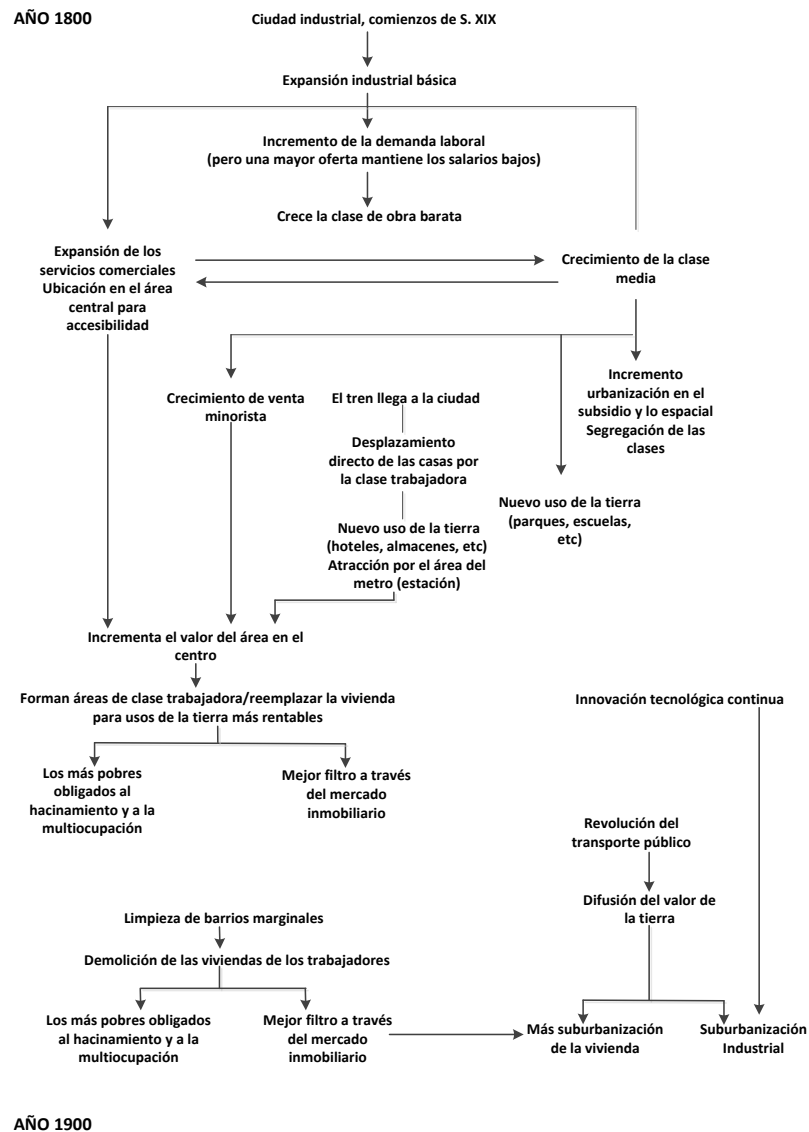 AÑO 1800
Ciudad industrial, comienzos de S. XIX
Expansión industrial básica
Incremento de la demanda laboral
(pero una mayor oferta mantiene los salarios bajos)
Crece la clase de obra barata
Expansión de los
servicios comerciales
Ubicación en el área
central para
accesibilidad
Crecimiento de la clase
media
Crecimiento de venta
minorista
El tren llega a la ciudad
Incremento
urbanización en el
subsidio y lo espacial
Segregación de las
clases
Desplazamiento
directo de las casas por
la clase trabajadora
Nuevo uso de la tierra
(parques, escuelas,
etc)
Nuevo uso de la tierra
(hoteles, almacenes, etc)
Atracción por el área del
metro (estación)
Incrementa el valor del área en el
centro
Forman áreas de clase trabajadora/reemplazar la vivienda
para usos de la tierra más rentables
Innovación tecnológica continua
Los más pobres
obligados al
hacinamiento y a la
multiocupación
Mejor filtro a través
del mercado
inmobiliario
Revolución del
transporte público
Difusión del valor de
la tierra
Limpieza de barrios marginales
Demolición de las viviendas de los trabajadores
Los más pobres obligados
al hacinamiento y a la
multiocupación
Mejor filtro a través
del mercado
inmobiliario
Más suburbanización
de la vivienda
Suburbanización
Industrial
AÑO 1900